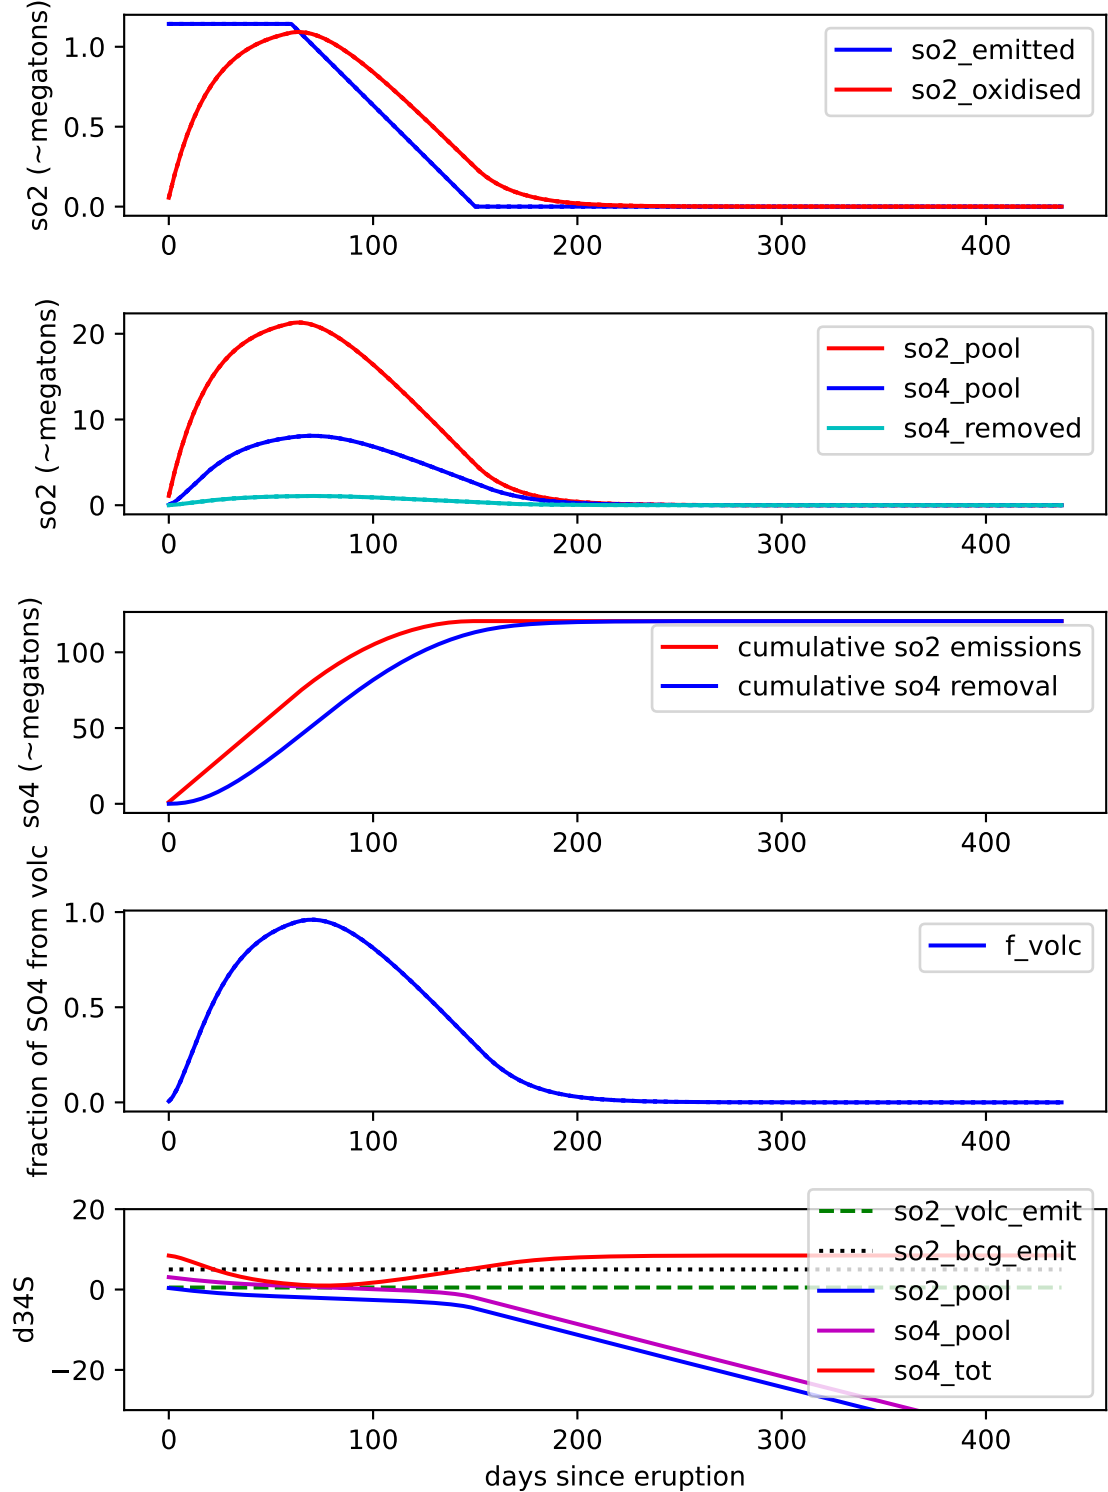 so2 (~megatons)
1.0
0.5
0.0
so2_emitted
so2_oxidised
0 100 200 300 400
so2 (~megatons)
20
10
0
so2_pool
so4_pool
so4_removed
0 100 200 300 400
so4 (~megatons)
100
50
0
cumulative so2 emissions
cumulative so4 removal
0 100 200 300 400
fraction of SO4 from volc
1.0
0.5
0.0
f_volc
0 100 200 300 400
d34S
20
0
−20
so2_volc_emit
so2_bcg_emit
so2_pool
so4_pool
so4_tot
0 100 200 300 400
days since eruption